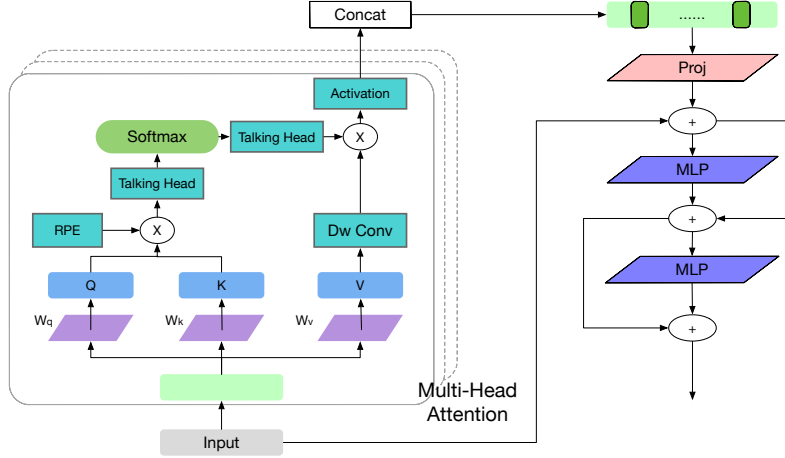 Concat
......
Proj
Activation
+
Softmax
Talking Head
X
MLP
Talking Head
RPE
X
Dw Conv
+
Q
K
V
MLP
Wq
Wk
Wv
+
Multi-Head
Attention
Input